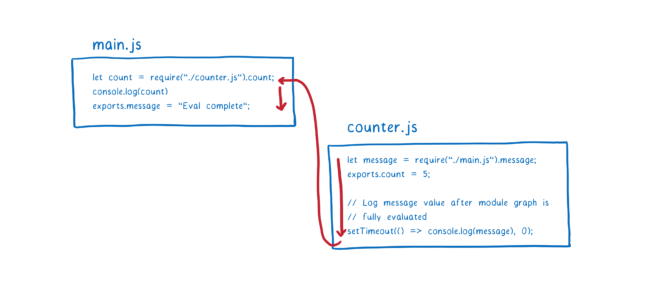 main.js
let count = require("./counter.js").count;
console.log(count)
exports.message = "Eval complete";
counter.js
let message = require("./main.js").message;
exports.count = 5;
// Log message value after module graph is
// fully evaluated
setTimeout(() => console.log(message), 0);